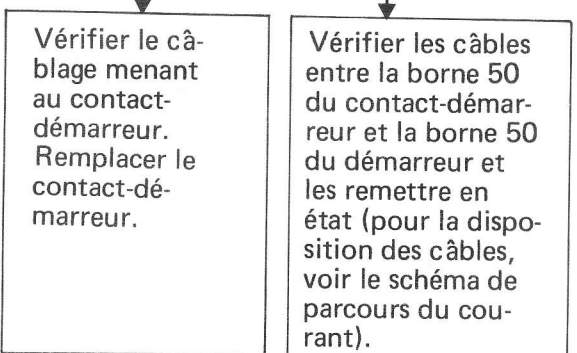 Vérifier le câ-
blage menant
au contact-
démarreur.
Remplacer le
contact-dé-
marreur.
Vérifier les câbles
entre la borne 50
du contact-démar-
reur et la borne 50
du démarreur et
les remettre en
état (pour la dispo-
sition des câbles,
voir le schéma de
parcours du cou-
rant).